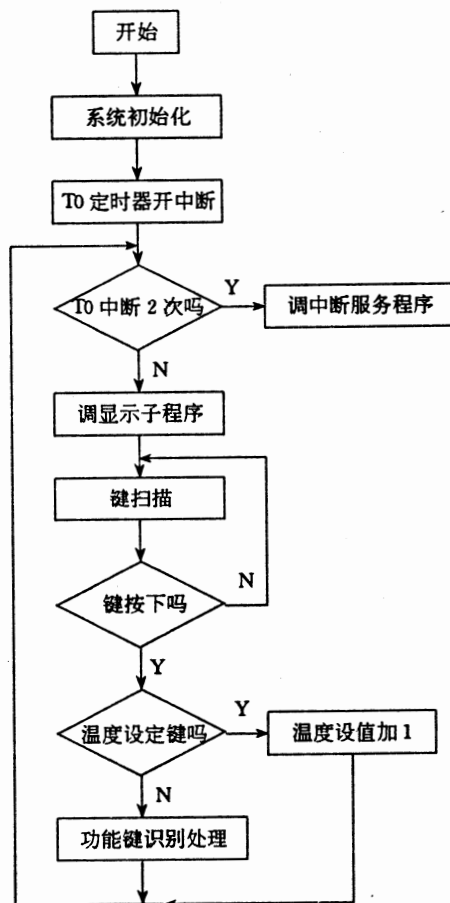 开始
系统初始化
T0 定时器开中断
T0 中断 2 次吗
Y
调中断服务程序
N
调显示子程序
键扫描
键按下吗
N
Y
温度设定键吗
Y
温度设值加 1
N
功能键识别处理